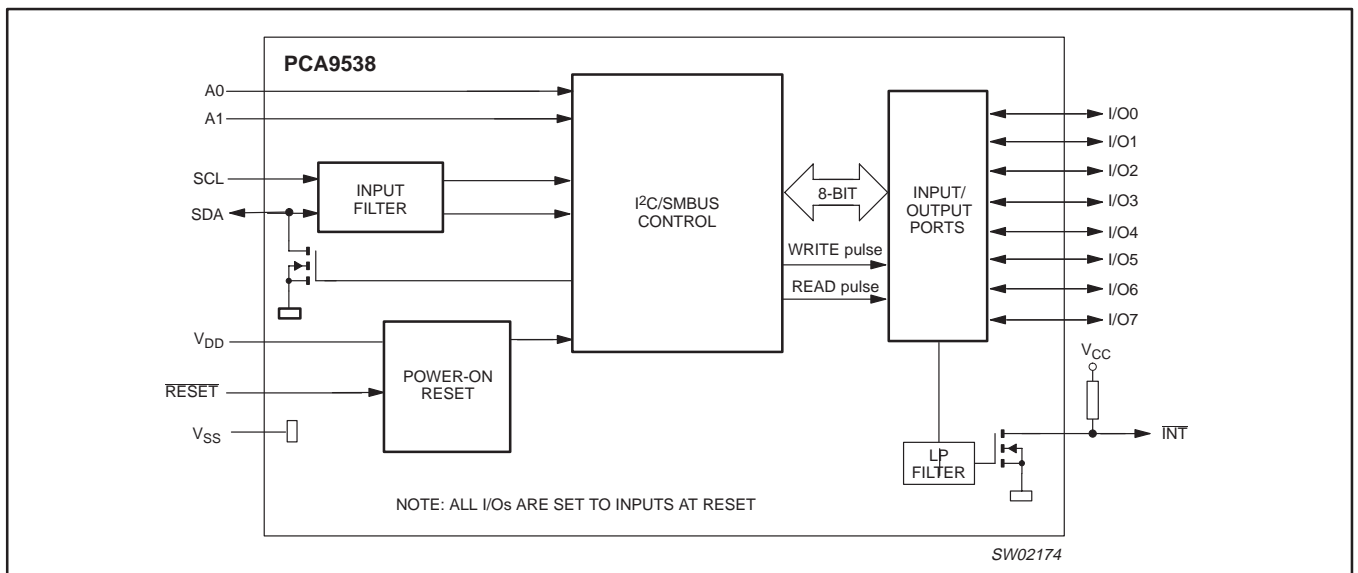 PCA9538
A0
A1
SCL
SDA
INPUT
FILTER
I²C/SMBUS
CONTROL
8-BIT
WRITE pulse
READ pulse
INPUT/
OUTPUT
PORTS
I/O0
I/O1
I/O2
I/O3
I/O4
I/O5
I/O6
I/O7
VDD
RESET
VSS
POWER-ON
RESET
VCC
INT
LP
FILTER
NOTE: ALL I/Os ARE SET TO INPUTS AT RESET
SW02174